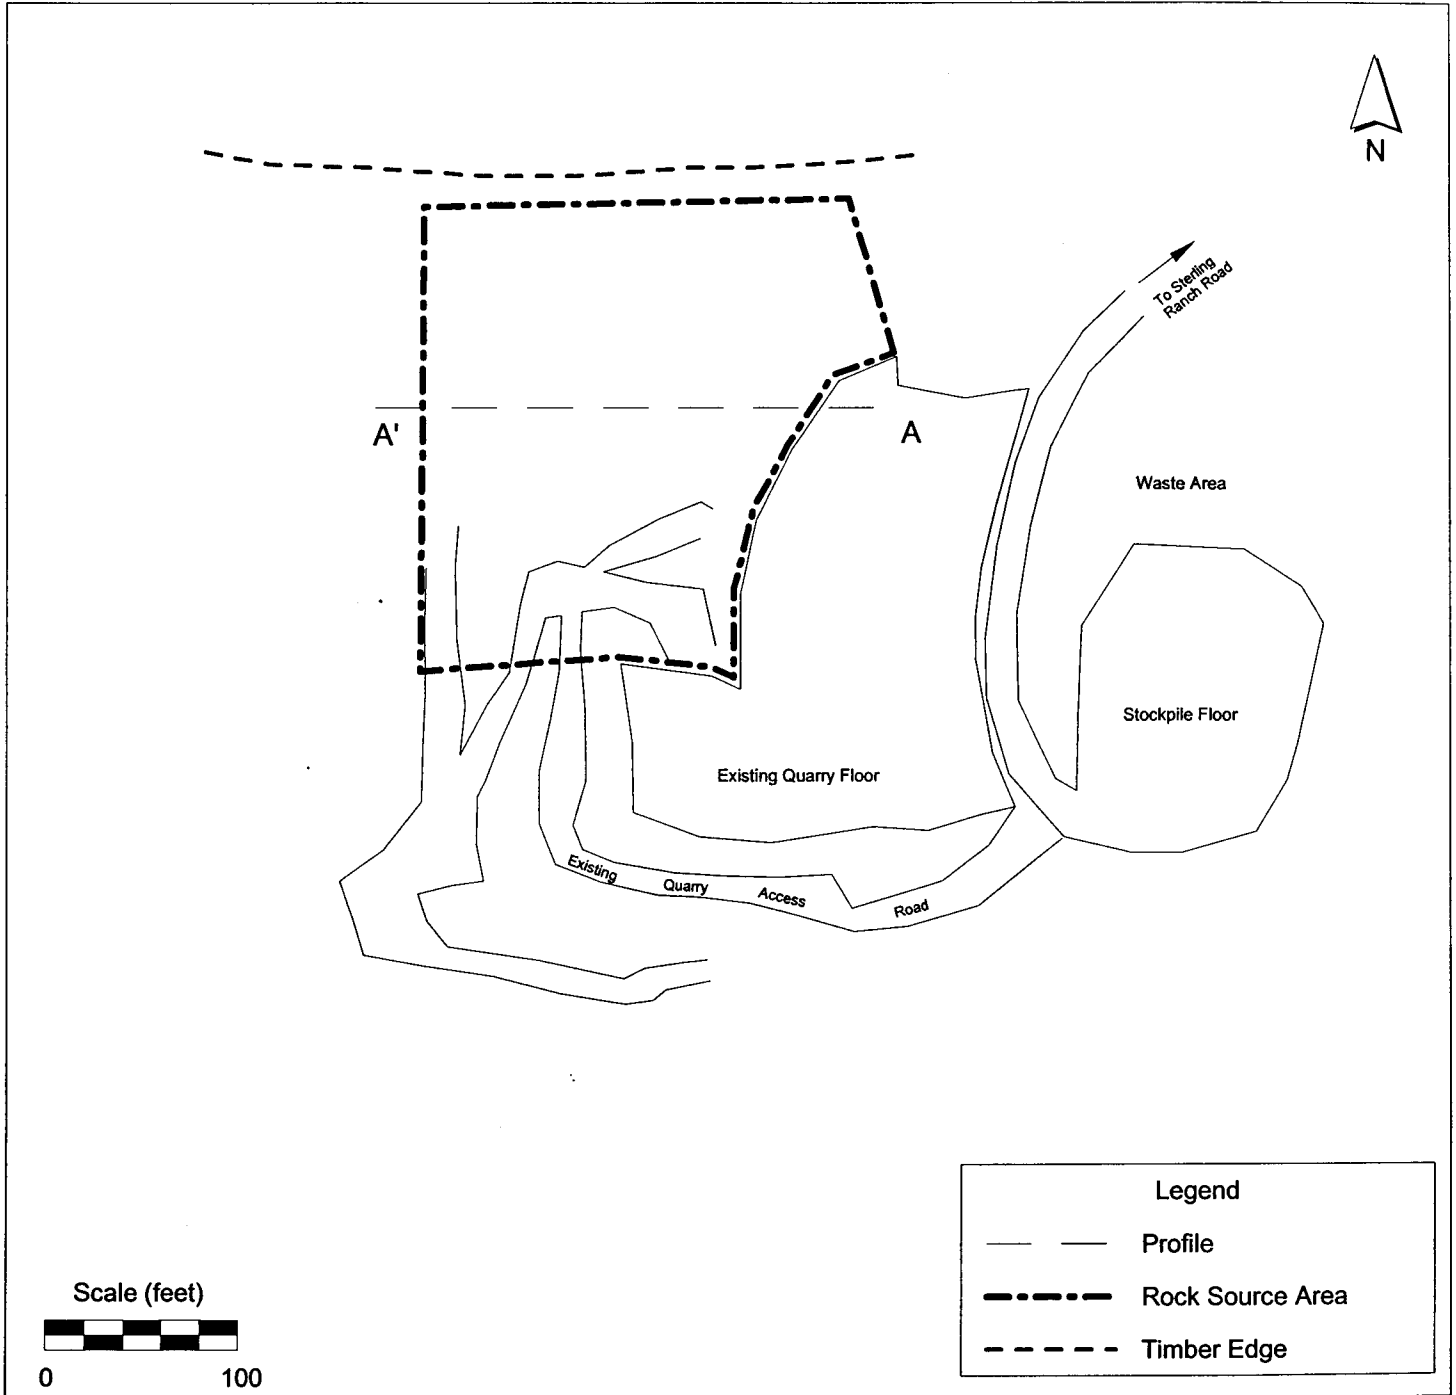 N
To Sterling
Ranch Road
A'
A
Waste Area
Stockpile Floor
Existing Quarry Floor
Existing Quarry Access Road
Legend
Profile
Rock Source Area
Timber Edge
Scale (feet)
0 100